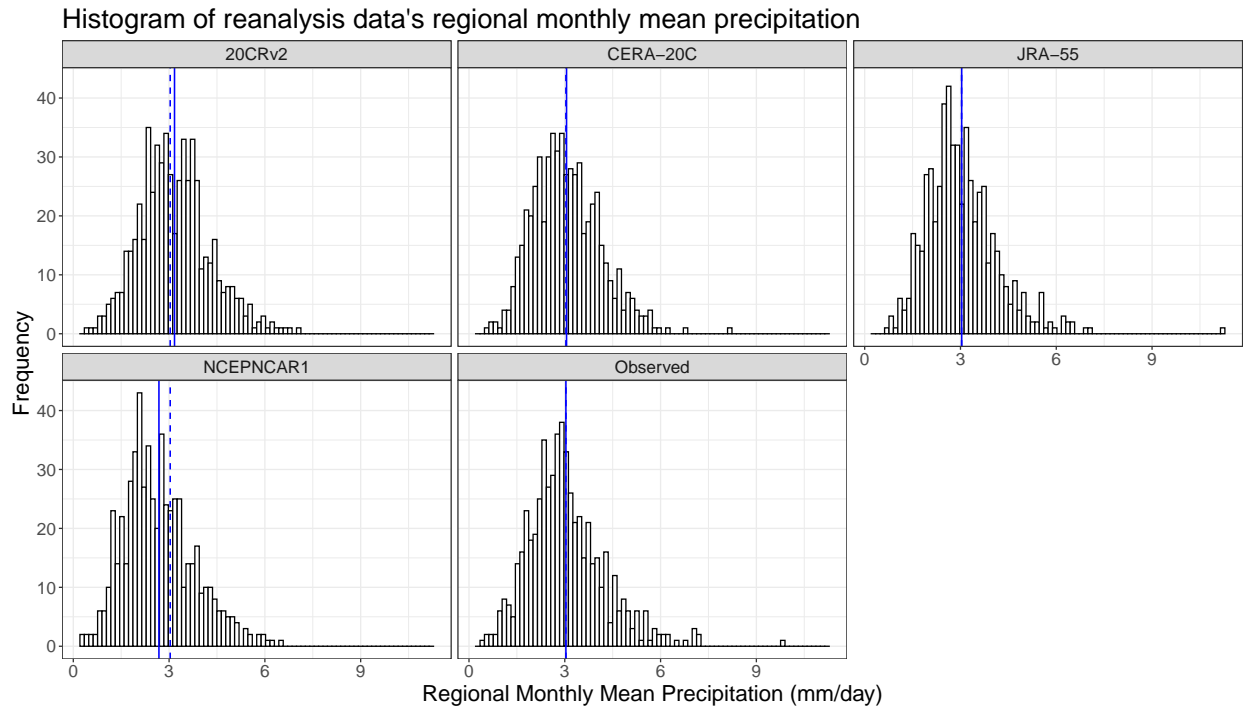 Histogram of reanalysis data's regional monthly mean precipitation
20CRv2
CERA−20C
JRA−55
40
30
20
10
0
0
3
6
9
NCEPNCAR1
Observed
40
30
20
10
0
0
3
6
9
0
3
6
9
Frequency
Regional Monthly Mean Precipitation (mm/day)